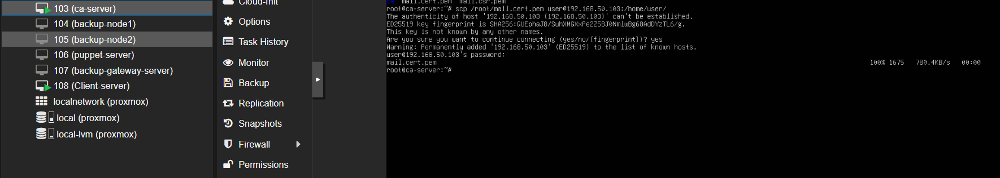 103 (ca-server)
104 (backup-node1)
105 (backup-node2)
106 (puppet-server)
107 (backup-gateway-server)
108 (Client-server)
localnetwork (proxmox)
local (proxmox)
local-lvm (proxmox)
Cloud-Init
Options
Task History
Monitor
Backup
Replication
Snapshots
Firewall
Permissions
ca mail.cert.pem mail.csr.pem
root@ca-server:~# scp /root/mail.cert.pem user@192.168.50.103:/home/user/
The authenticity of host '192.168.50.103 (192.168.50.103)' can't be established.
ED25519 key fingerprint is SHA256:GUEphaJ8/SuhXMGXxPe2Z5BJ0NmlwBg68AdDYzTL6/g.
This key is not known by any other names.
Are you sure you want to continue connecting (yes/no/[fingerprint])? yes
Warning: Permanently added '192.168.50.103' (ED25519) to the list of known hosts.
user@192.168.50.103's password:
mail.cert.pem 100% 1675 780.4KB/s 00:00
root@ca-server:~#